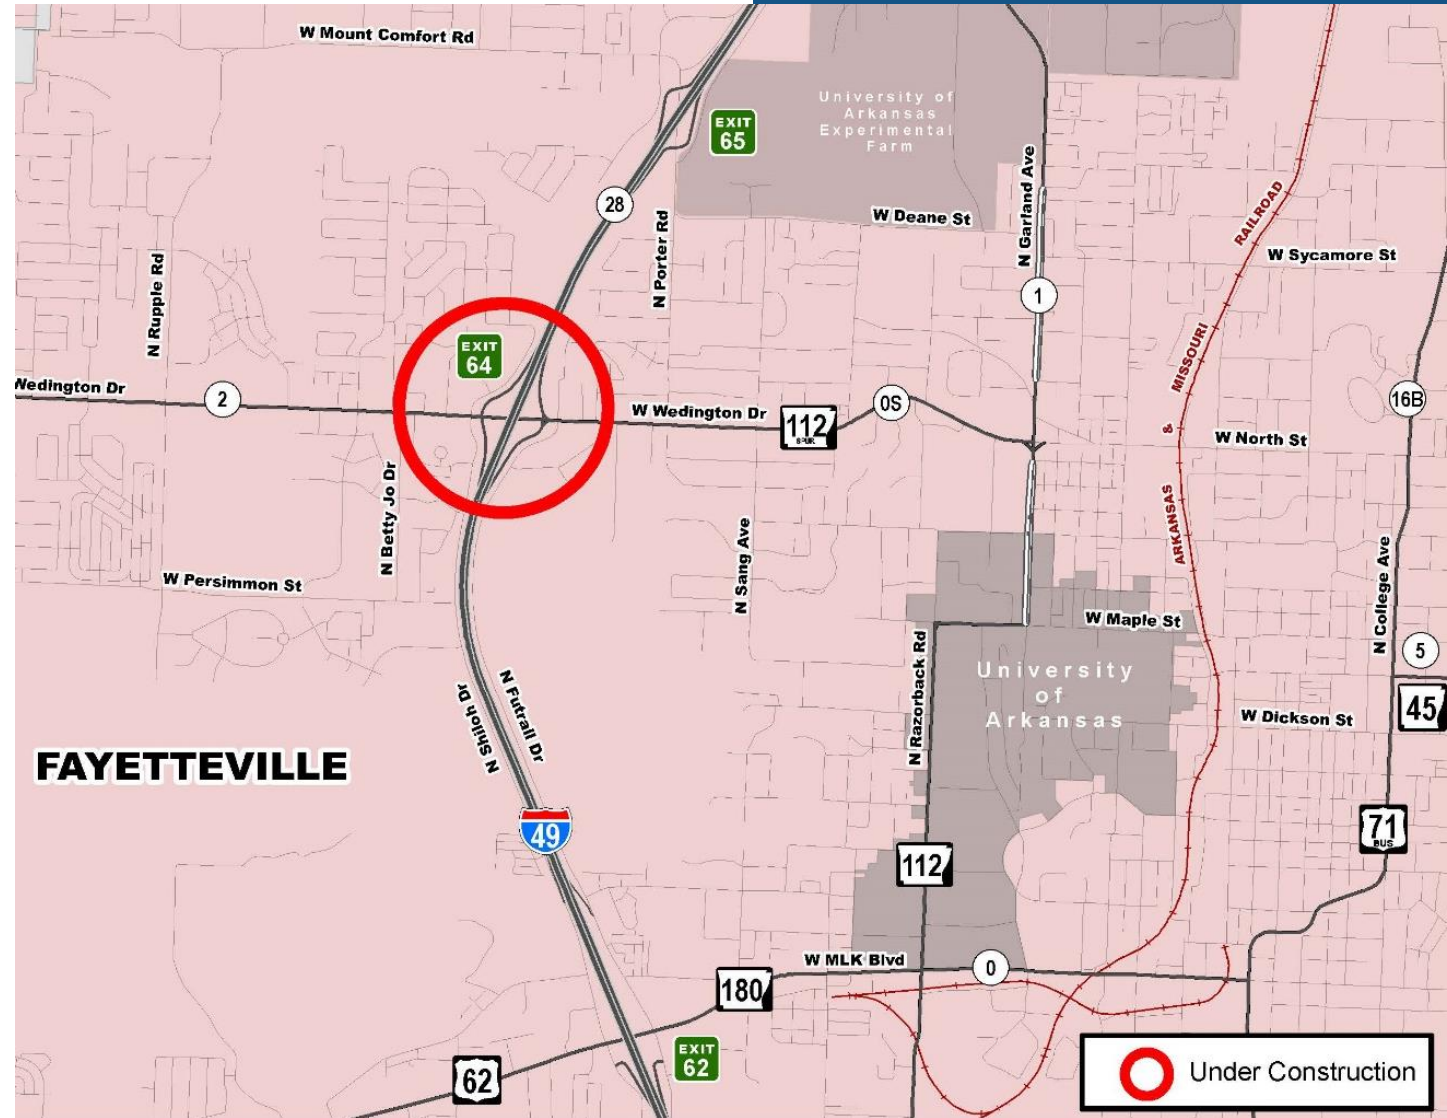 W Mount Comfort Rd
University of
Arkansas
Experimental
Farm
EXIT
65
28
W Deane St
N Garland Ave
N Porter Rd
RAILROAD
W Sycamore St
N Rupple Rd
1
EXIT
64
MISSOURI
Wedington Dr
2
W Wedington Dr
112
SPUR
0S
16B
&
W North St
N Betty Jo Dr
ARKANSAS
N Sang Ave
N College Ave
W Persimmon St
W Maple St
5
N Razorback Rd
University
of
Arkansas
N Shiloh Dr
N Futrall Dr
45
W Dickson St
FAYETTEVILLE
49
71
BUS
112
W MLK Blvd
0
180
EXIT
62
62
Under Construction